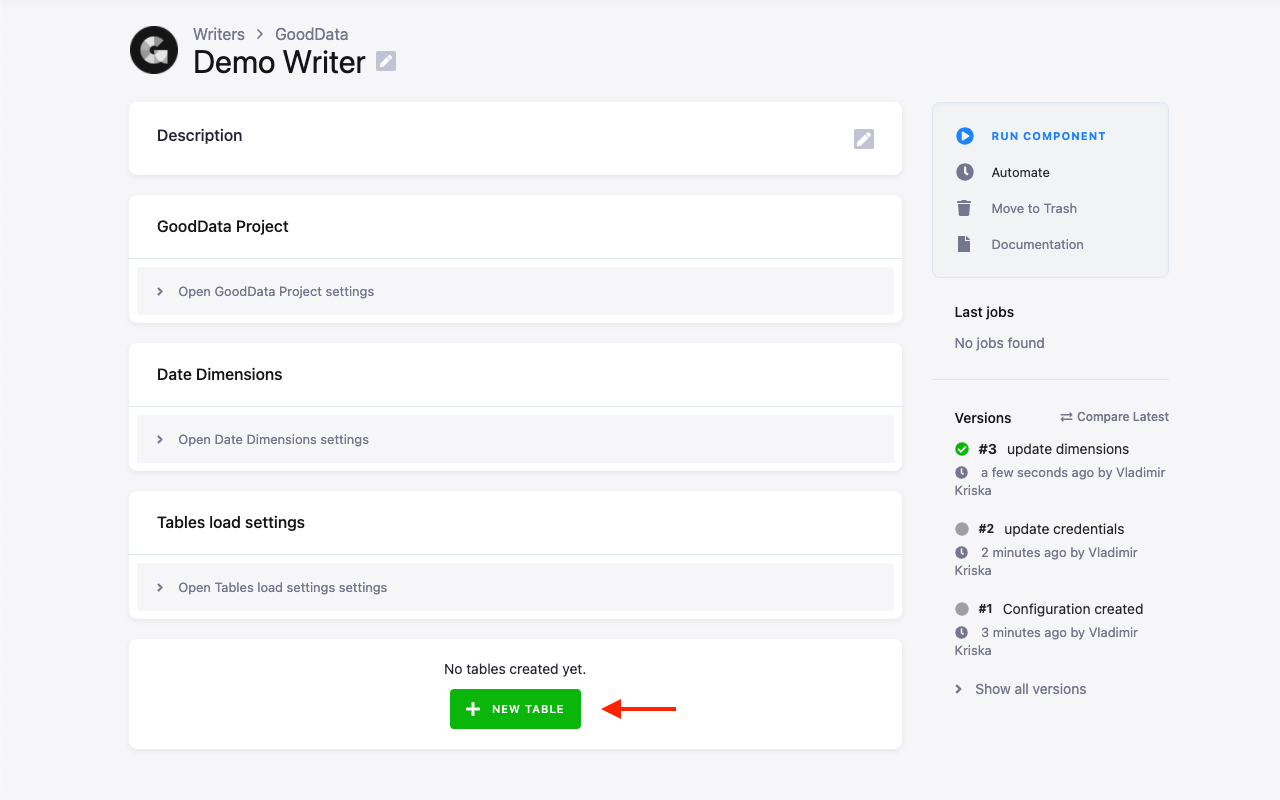 Writers > GoodData
Demo Writer
Description
GoodData Project
Open GoodData Project settings
Date Dimensions
Open Date Dimensions settings
Tables load settings
Open Tables load settings settings
No tables created yet.
NEW TABLE
RUN COMPONENT
Automate
Move to Trash
Documentation
Last jobs
No jobs found
Versions Compare Latest
#3 update dimensions
a few seconds ago by Vladimir
Kriska
#2 update credentials
2 minutes ago by Vladimir
Kriska
#1 Configuration created
3 minutes ago by Vladimir
Kriska
Show all versions